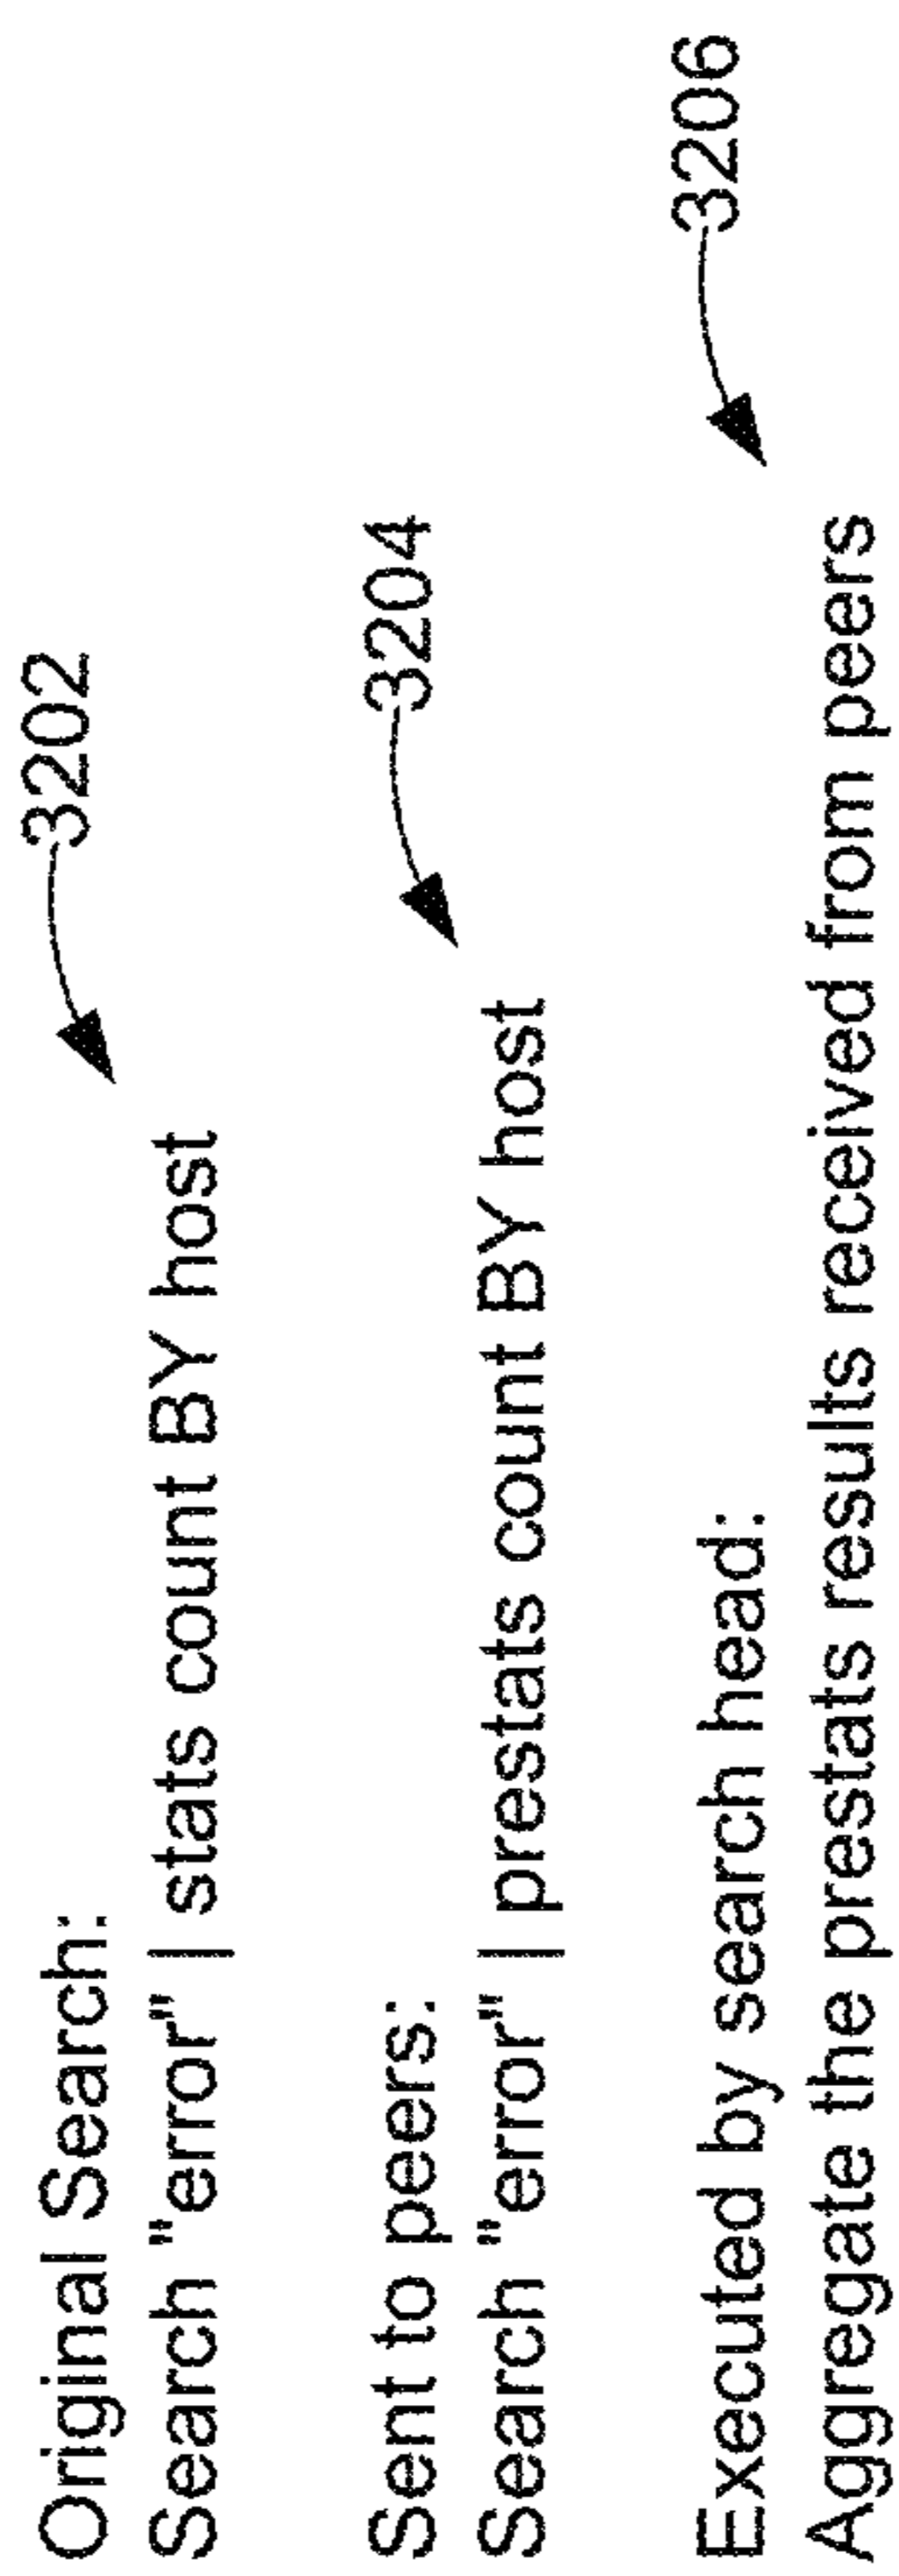 Original Search:
3202
Search "error" | stats count BY host
Sent to peers:
3204
Search "error" | prestats count BY host
Executed by search head:
3206
Aggregate the prestats results received from peers